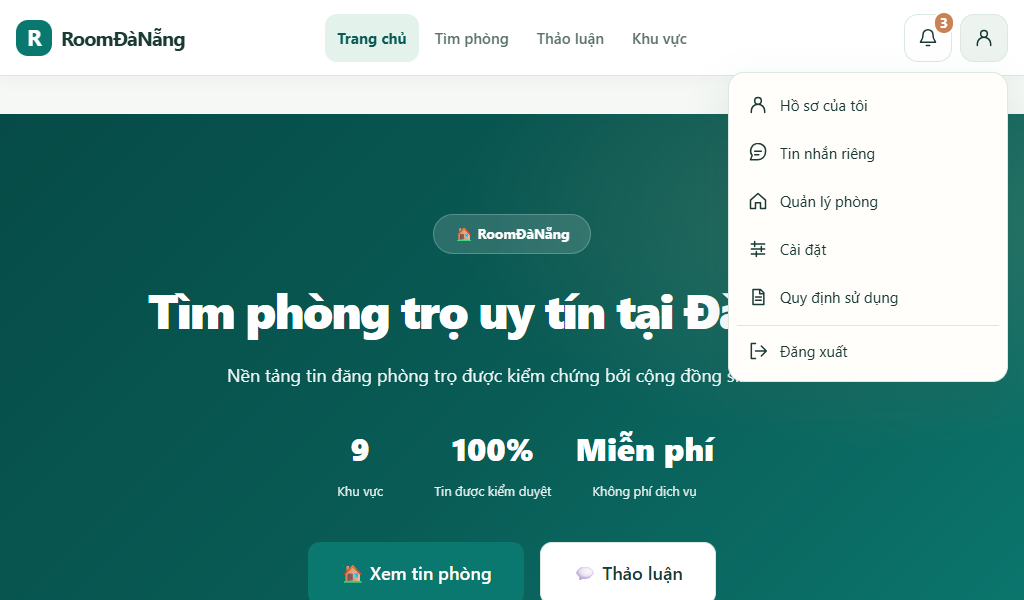 R RoomĐàNẵng
Trang chủ
Tìm phòng
Thảo luận
Khu vực
3
Hồ sơ của tôi
Tin nhắn riêng
Quản lý phòng
Cài đặt
Quy định sử dụng
Đăng xuất
RoomĐàNẵng
Tìm phòng trọ uy tín tại
Nền tảng tin đăng phòng trọ được kiểm chứng bởi cộng đồng
9
Khu vực
100%
Tin được kiểm duyệt
Miễn phí
Không phí dịch vụ
Xem tin phòng
Thảo luận